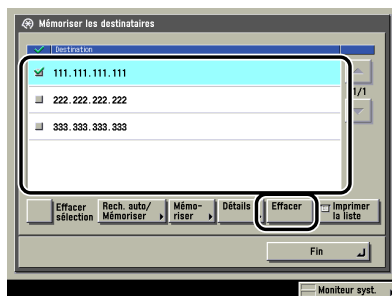 Mémoriser les destinataires
Destination
111.111.111.111
222.222.222.222
333.333.333.333
1/1
Effacer sélection
Rech. auto/ Mémoriser
Mémo- riser
Détails
Effacer
Imprimer la liste
Fin
Moniteur syst.